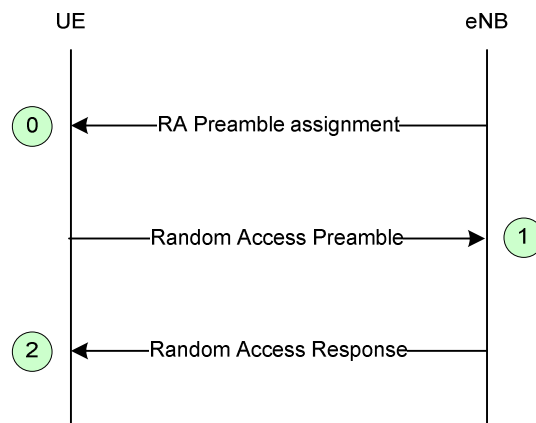 UE eNB
0 RA Preamble assignment
Random Access Preamble 1
2 Random Access Response